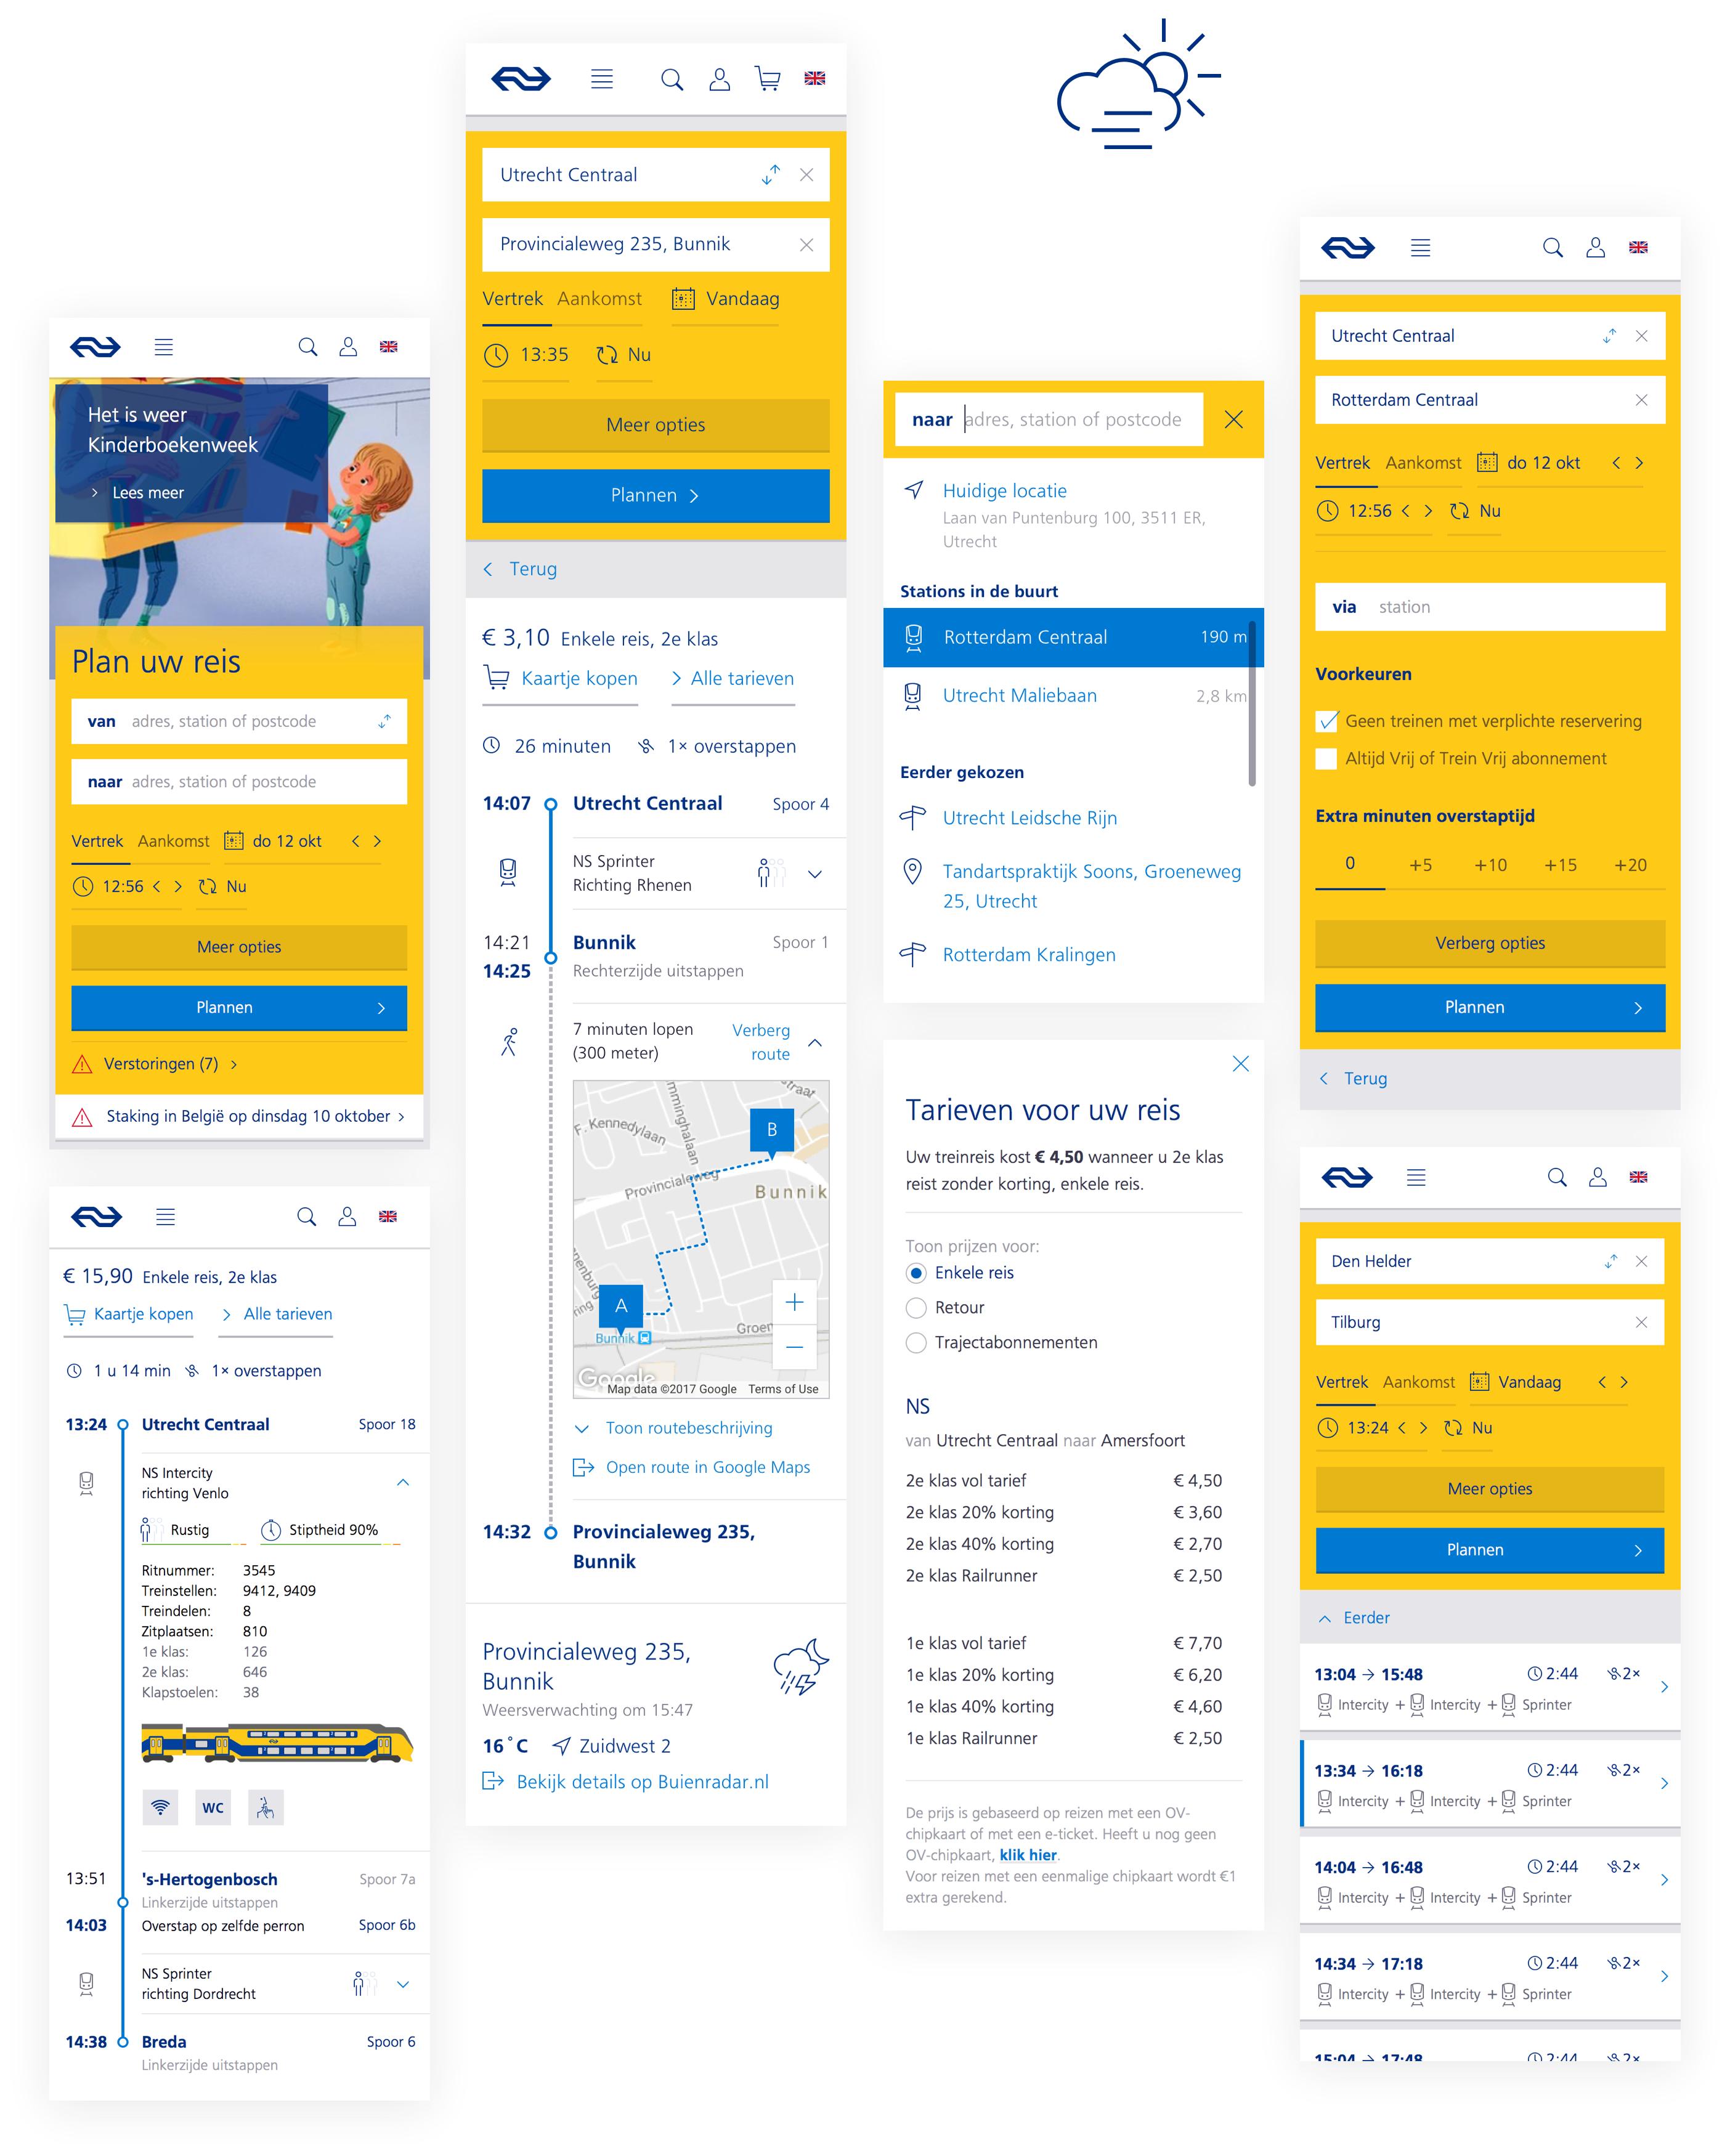 Het is weer
Kinderboekenweek
Lees meer
Plan uw reis
van adres, station of postcode
naar adres, station of postcode
Vertrek Aankomst do 12 okt
12:56 Nu
Meer opties
Plannen
Verstoringen (7)
Staking in België op dinsdag 10 oktober
€ 15,90 Enkele reis, 2e klas
Kaartje kopen Alle tarieven
1 u 14 min 1× overstappen
13:24 Utrecht Centraal Spoor 18
NS Intercity
richting Venlo
Rustig Stiptheid 90%
Ritnummer: 3545
Treinstellen: 9412, 9409
Treindelen: 8
Zitplaatsen: 810
1e klas: 126
2e klas: 646
Klapstoelen: 38
WC
13:51 's-Hertogenbosch Spoor 7a
Linkerzijde uitstappen
14:03 Overstap op zelfde perron Spoor 6b
NS Sprinter
richting Dordrecht
14:38 Breda Spoor 6
Linkerzijde uitstappen
Utrecht Centraal
Provincialeweg 235, Bunnik
Vertrek Aankomst Vandaag
13:35 Nu
Meer opties
Plannen
Terug
€ 3,10 Enkele reis, 2e klas
Kaartje kopen Alle tarieven
26 minuten 1× overstappen
14:07 Utrecht Centraal Spoor 4
NS Sprinter
Richting Rhenen
14:21 Bunnik Spoor 1
14:25 Rechterzijde uitstappen
7 minuten lopen Verberg
(300 meter) route
straat
F. Kennedylaan
mminghalaan
B
Provincialeweg
Bunnik
nenburg
ring
A
Bunnik
Groen
+
−
Google
Map data ©2017 Google Terms of Use
Toon routebeschrijving
Open route in Google Maps
14:32 Provincialeweg 235,
Bunnik
Provincialeweg 235,
Bunnik
Weersverwachting om 15:47
16°C Zuidwest 2
Bekijk details op Buienradar.nl
naar adres, station of postcode
Huidige locatie
Laan van Puntenburg 100, 3511 ER,
Utrecht
Stations in de buurt
Rotterdam Centraal 190 m
Utrecht Maliebaan 2,8 km
Eerder gekozen
Utrecht Leidsche Rijn
Tandartspraktijk Soons, Groeneweg
25, Utrecht
Rotterdam Kralingen
Tarieven voor uw reis
Uw treinreis kost € 4,50 wanneer u 2e klas
reist zonder korting, enkele reis.
Toon prijzen voor:
Enkele reis
Retour
Trajectabonnementen
NS
van Utrecht Centraal naar Amersfoort
2e klas vol tarief € 4,50
2e klas 20% korting € 3,60
2e klas 40% korting € 2,70
2e klas Railrunner € 2,50
1e klas vol tarief € 7,70
1e klas 20% korting € 6,20
1e klas 40% korting € 4,60
1e klas Railrunner € 2,50
De prijs is gebaseerd op reizen met een OV-
chipkaart of met een e-ticket. Heeft u nog geen
OV-chipkaart, klik hier.
Voor reizen met een eenmalige chipkaart wordt €1
extra gerekend.
Utrecht Centraal
Rotterdam Centraal
Vertrek Aankomst do 12 okt
12:56 Nu
via station
Voorkeuren
Geen treinen met verplichte reservering
Altijd Vrij of Trein Vrij abonnement
Extra minuten overstaptijd
0 +5 +10 +15 +20
Verberg opties
Plannen
Terug
Den Helder
Tilburg
Vertrek Aankomst Vandaag
13:24 Nu
Meer opties
Plannen
Eerder
13:04 → 15:48 2:44 2×
Intercity + Intercity + Sprinter
13:34 → 16:18 2:44 2×
Intercity + Intercity + Sprinter
14:04 → 16:48 2:44 2×
Intercity + Intercity + Sprinter
14:34 → 17:18 2:44 2×
Intercity + Intercity + Sprinter
15:04 → 17:48 2:44 2×